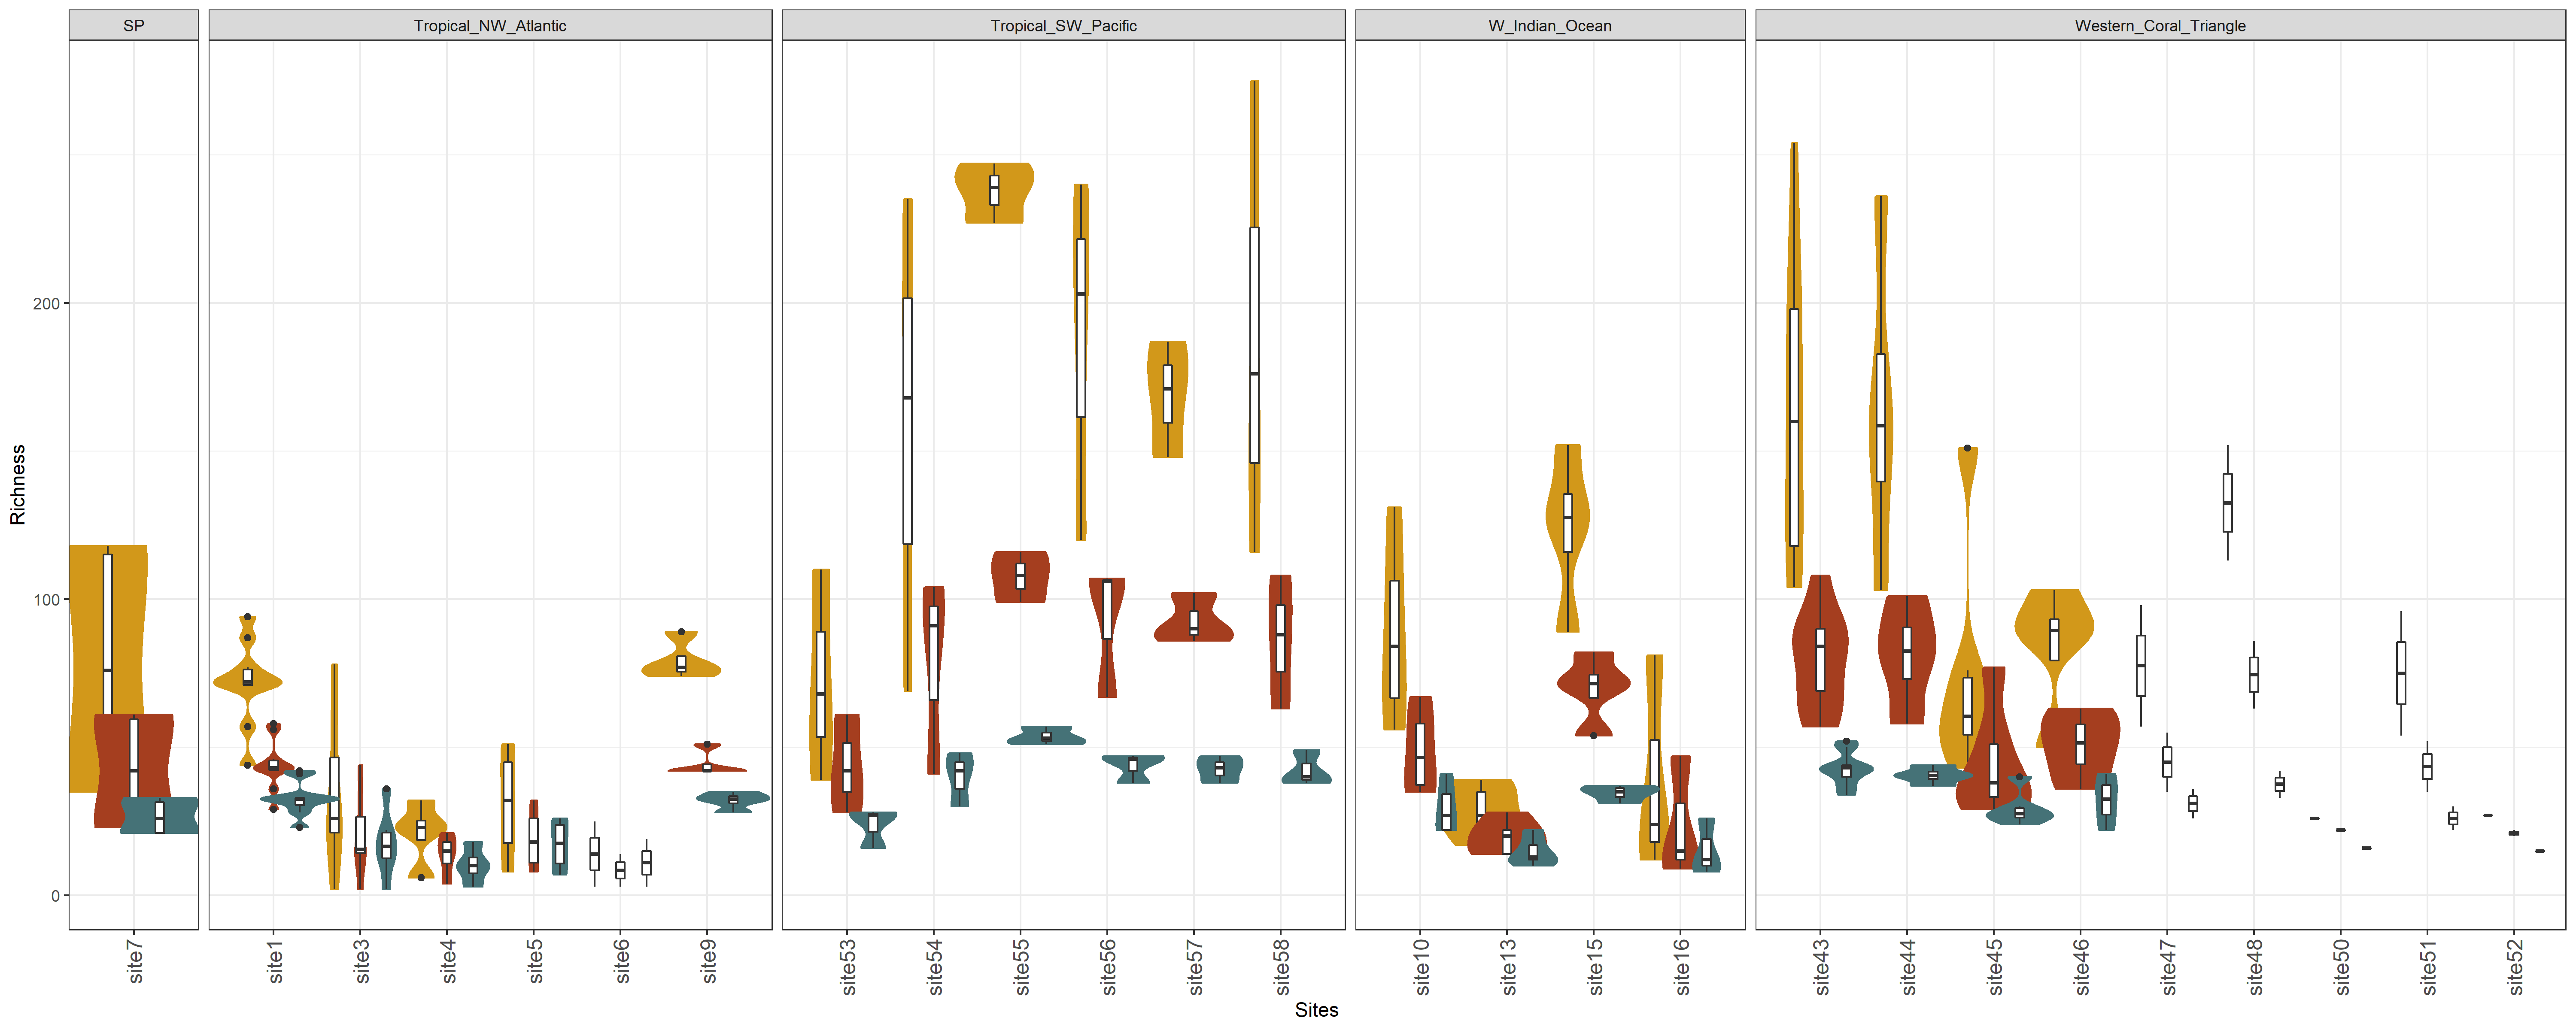 SP
Tropical_NW_Atlantic
Tropical_SW_Pacific
W_Indian_Ocean
Western_Coral_Triangle
Richness
200
100
0
site7
site1
site3
site4
site5
site6
site9
site53
site54
site55
site56
site57
site58
site10
site13
site15
site16
site43
site44
site45
site46
site47
site48
site50
site51
site52
Sites